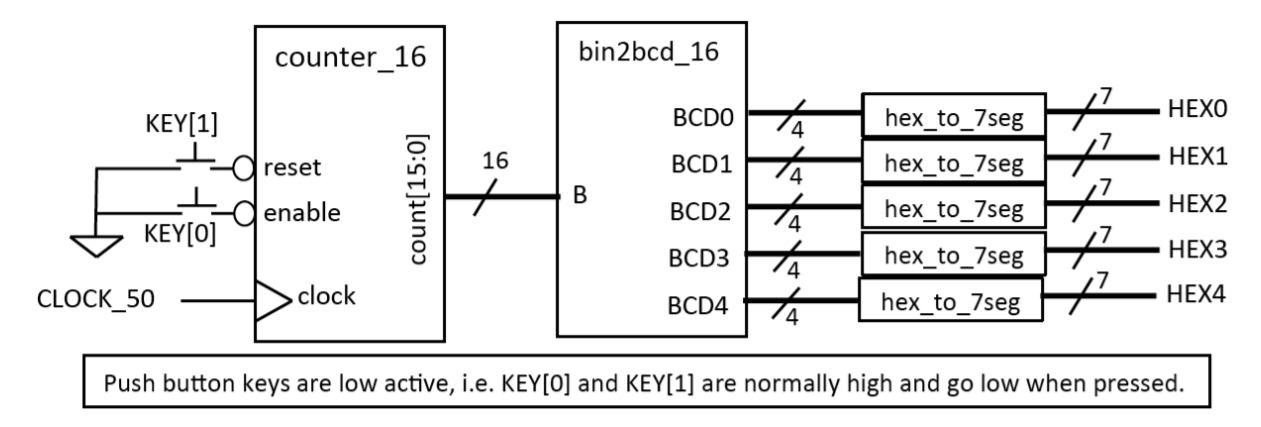 counter_16
bin2bcd_16
KEY[1]
reset
enable
KEY[0]
CLOCK_50
clock
count[15:0]
16
B
BCD0
4
hex_to_7seg
7
HEX0
BCD1
4
hex_to_7seg
7
HEX1
BCD2
4
hex_to_7seg
7
HEX2
BCD3
4
hex_to_7seg
7
HEX3
BCD4
4
hex_to_7seg
7
HEX4
Push button keys are low active, i.e. KEY[0] and KEY[1] are normally high and go low when pressed.